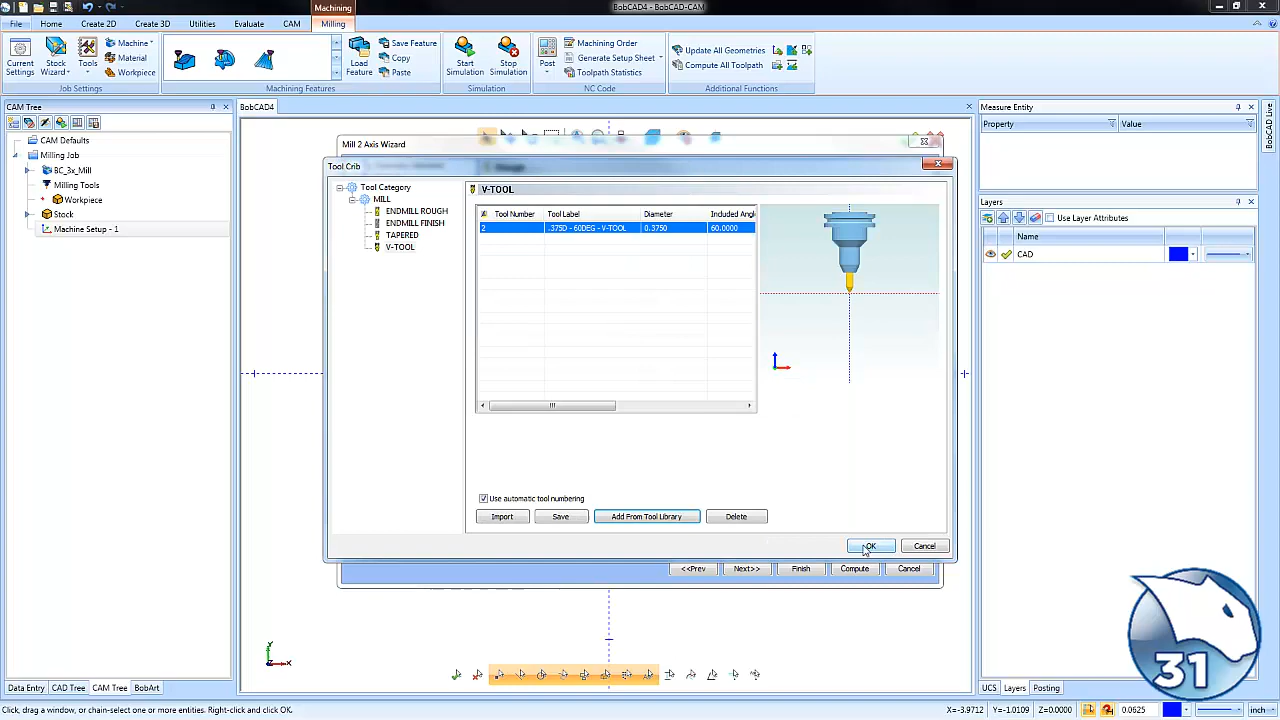 BobCAD4 - BobCAD-CAM
Machining
File Home Create 2D Create 3D Utilities Evaluate CAM Milling
Current Settings
Stock Wizard
Tools
Machine
Material
Workpiece
Job Settings
Machining Features
Load Feature
Save Feature
Copy
Paste
Start Simulation
Stop Simulation
Simulation
Post
Machining Order
Generate Setup Sheet
Toolpath Statistics
NC Code
Update All Geometries
Compute All Toolpath
Additional Functions
CAM Tree
CAM Defaults
Milling Job
BC_3x_Mill
Milling Tools
Workpiece
Stock
Machine Setup - 1
BobCAD4
Mill 2 Axis Wizard
Tool Crib
Tool Category
MILL
ENDMILL ROUGH
ENDMILL FINISH
TAPERED
V-TOOL
V-TOOL
Tool Number Tool Label Diameter Included Angl
2 .375D - 60DEG - V-TOOL 0.3750 60.0000
Use automatic tool numbering
Import Save Add From Tool Library Delete
OK Cancel
<<Prev Next>> Finish Compute Cancel
Measure Entity
Property Value
Layers
Use Layer Attributes
Name
CAD
BobCAD Live
Y
X
31
Data Entry CAD Tree CAM Tree BobArt
UCS Layers Posting
Click, drag a window, or chain-select one or more entities. Right-click and click OK.
X=-3.9712 Y=-1.0109 Z=0.0000 0.0625 inch